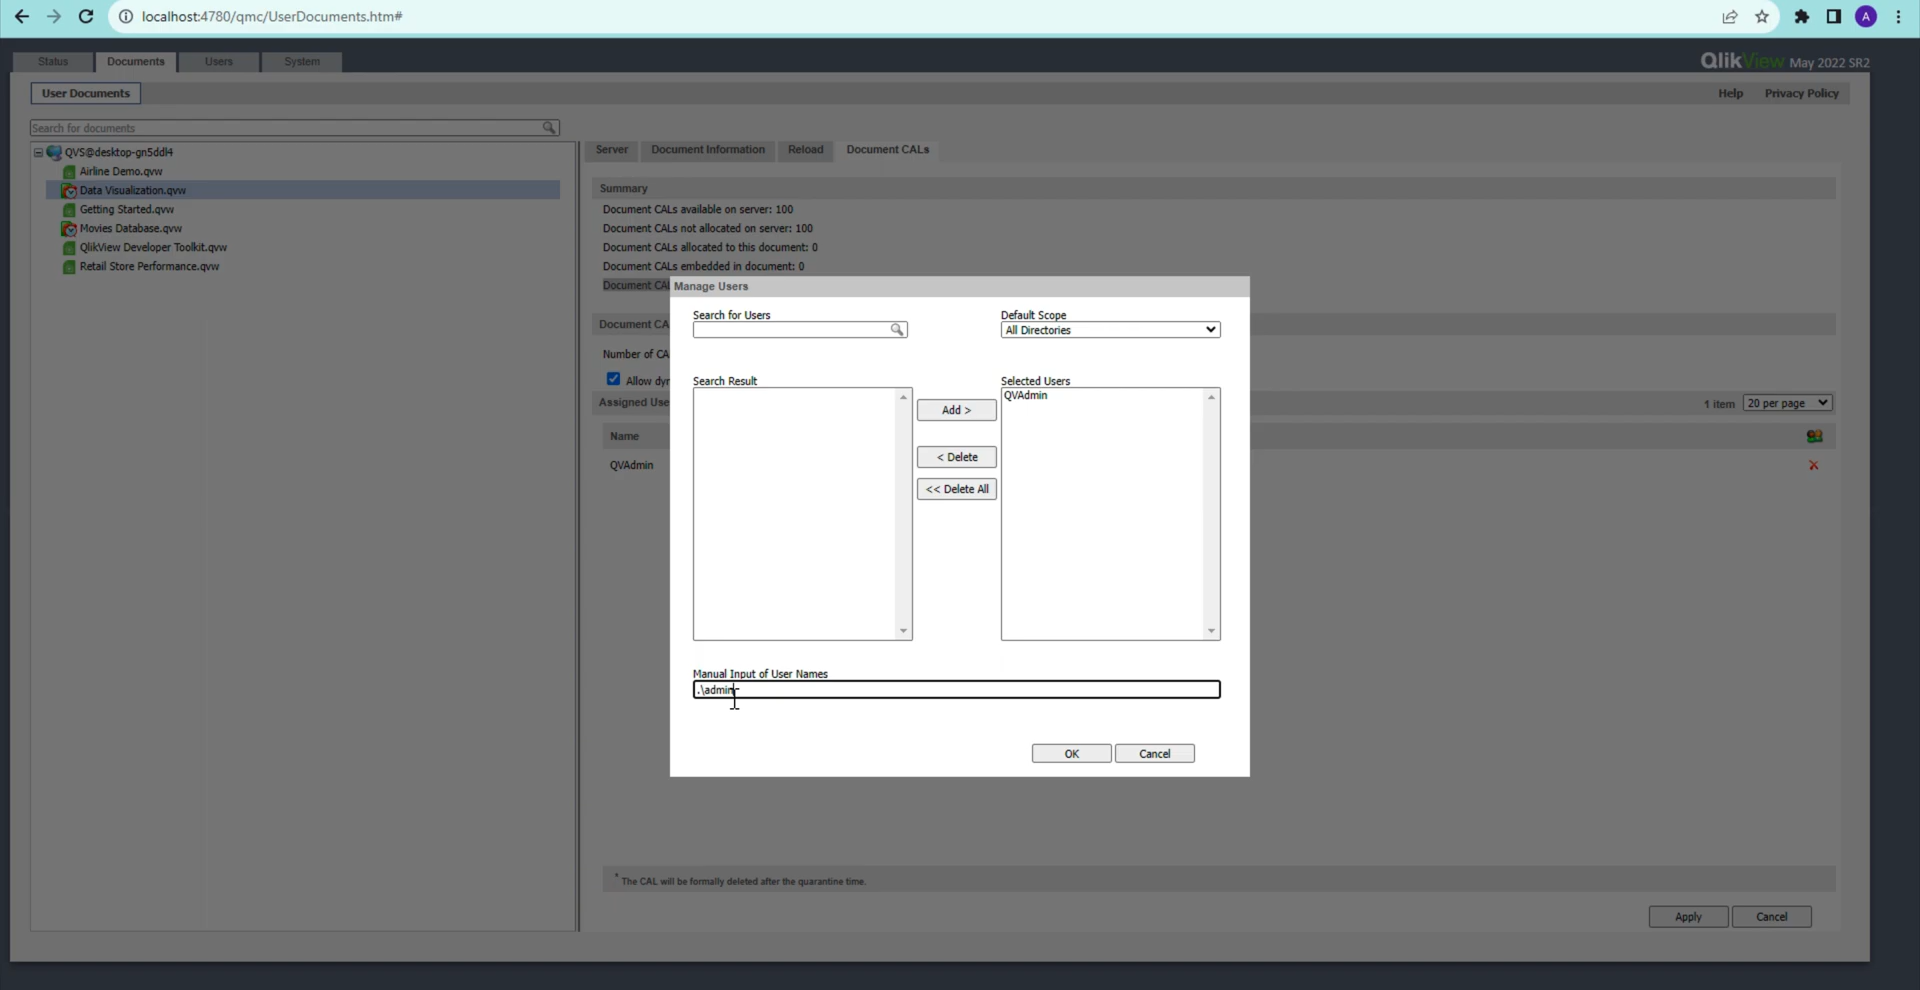 localhost:4780/qmc/UserDocuments.htm#
A
Status
Documents
Users
System
QlikView May 2022 SR2
User Documents
Help
Privacy Policy
Search for documents
QVS@desktop-gn5ddl4
Airline Demo.qvw
Data Visualization.qvw
Getting Started.qvw
Movies Database.qvw
QlikView Developer Toolkit.qvw
Retail Store Performance.qvw
Server
Document Information
Reload
Document CALs
Summary
Document CALs available on server: 100
Document CALs not allocated on server: 100
Document CALs allocated to this document: 0
Document CALs embedded in document: 0
Document CAL
Document CA
Number of CA
Allow dyn
Assigned Use
1 item
20 per page
Name
QVAdmin
Manage Users
Search for Users
Default Scope
All Directories
Search Result
Selected Users
QVAdmin
Add >
< Delete
<< Delete All
Manual Input of User Names
.\admin
OK
Cancel
* The CAL will be formally deleted after the quarantine time.
Apply
Cancel